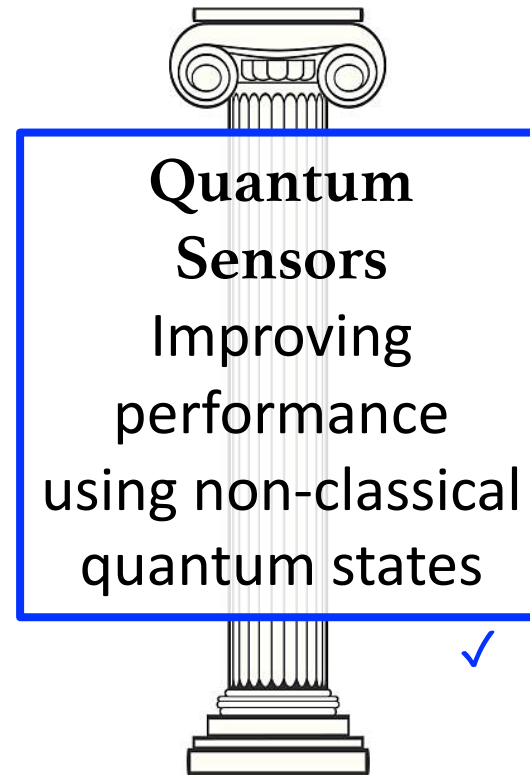 Quantum
Sensors
Improving
performance
using non-classical
quantum states
✓